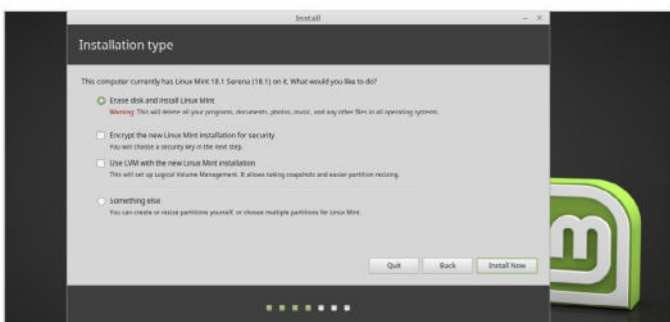 Install
Installation type
This computer currently has Linux Mint 18.1 Serena (18.1) on it. What would you like to do?
Erase disk and install Linux Mint
Warning: This will delete all your programs, documents, photos, music, and any other files in all operating systems.
Encrypt the new Linux Mint installation for security
You will choose a security key in the next step.
Use LVM with the new Linux Mint installation
This will set up Logical Volume Management. It allows taking snapshots and easier partition resizing.
Something else
You can create or resize partitions yourself, or choose multiple partitions for Linux Mint.
Quit Back Install Now